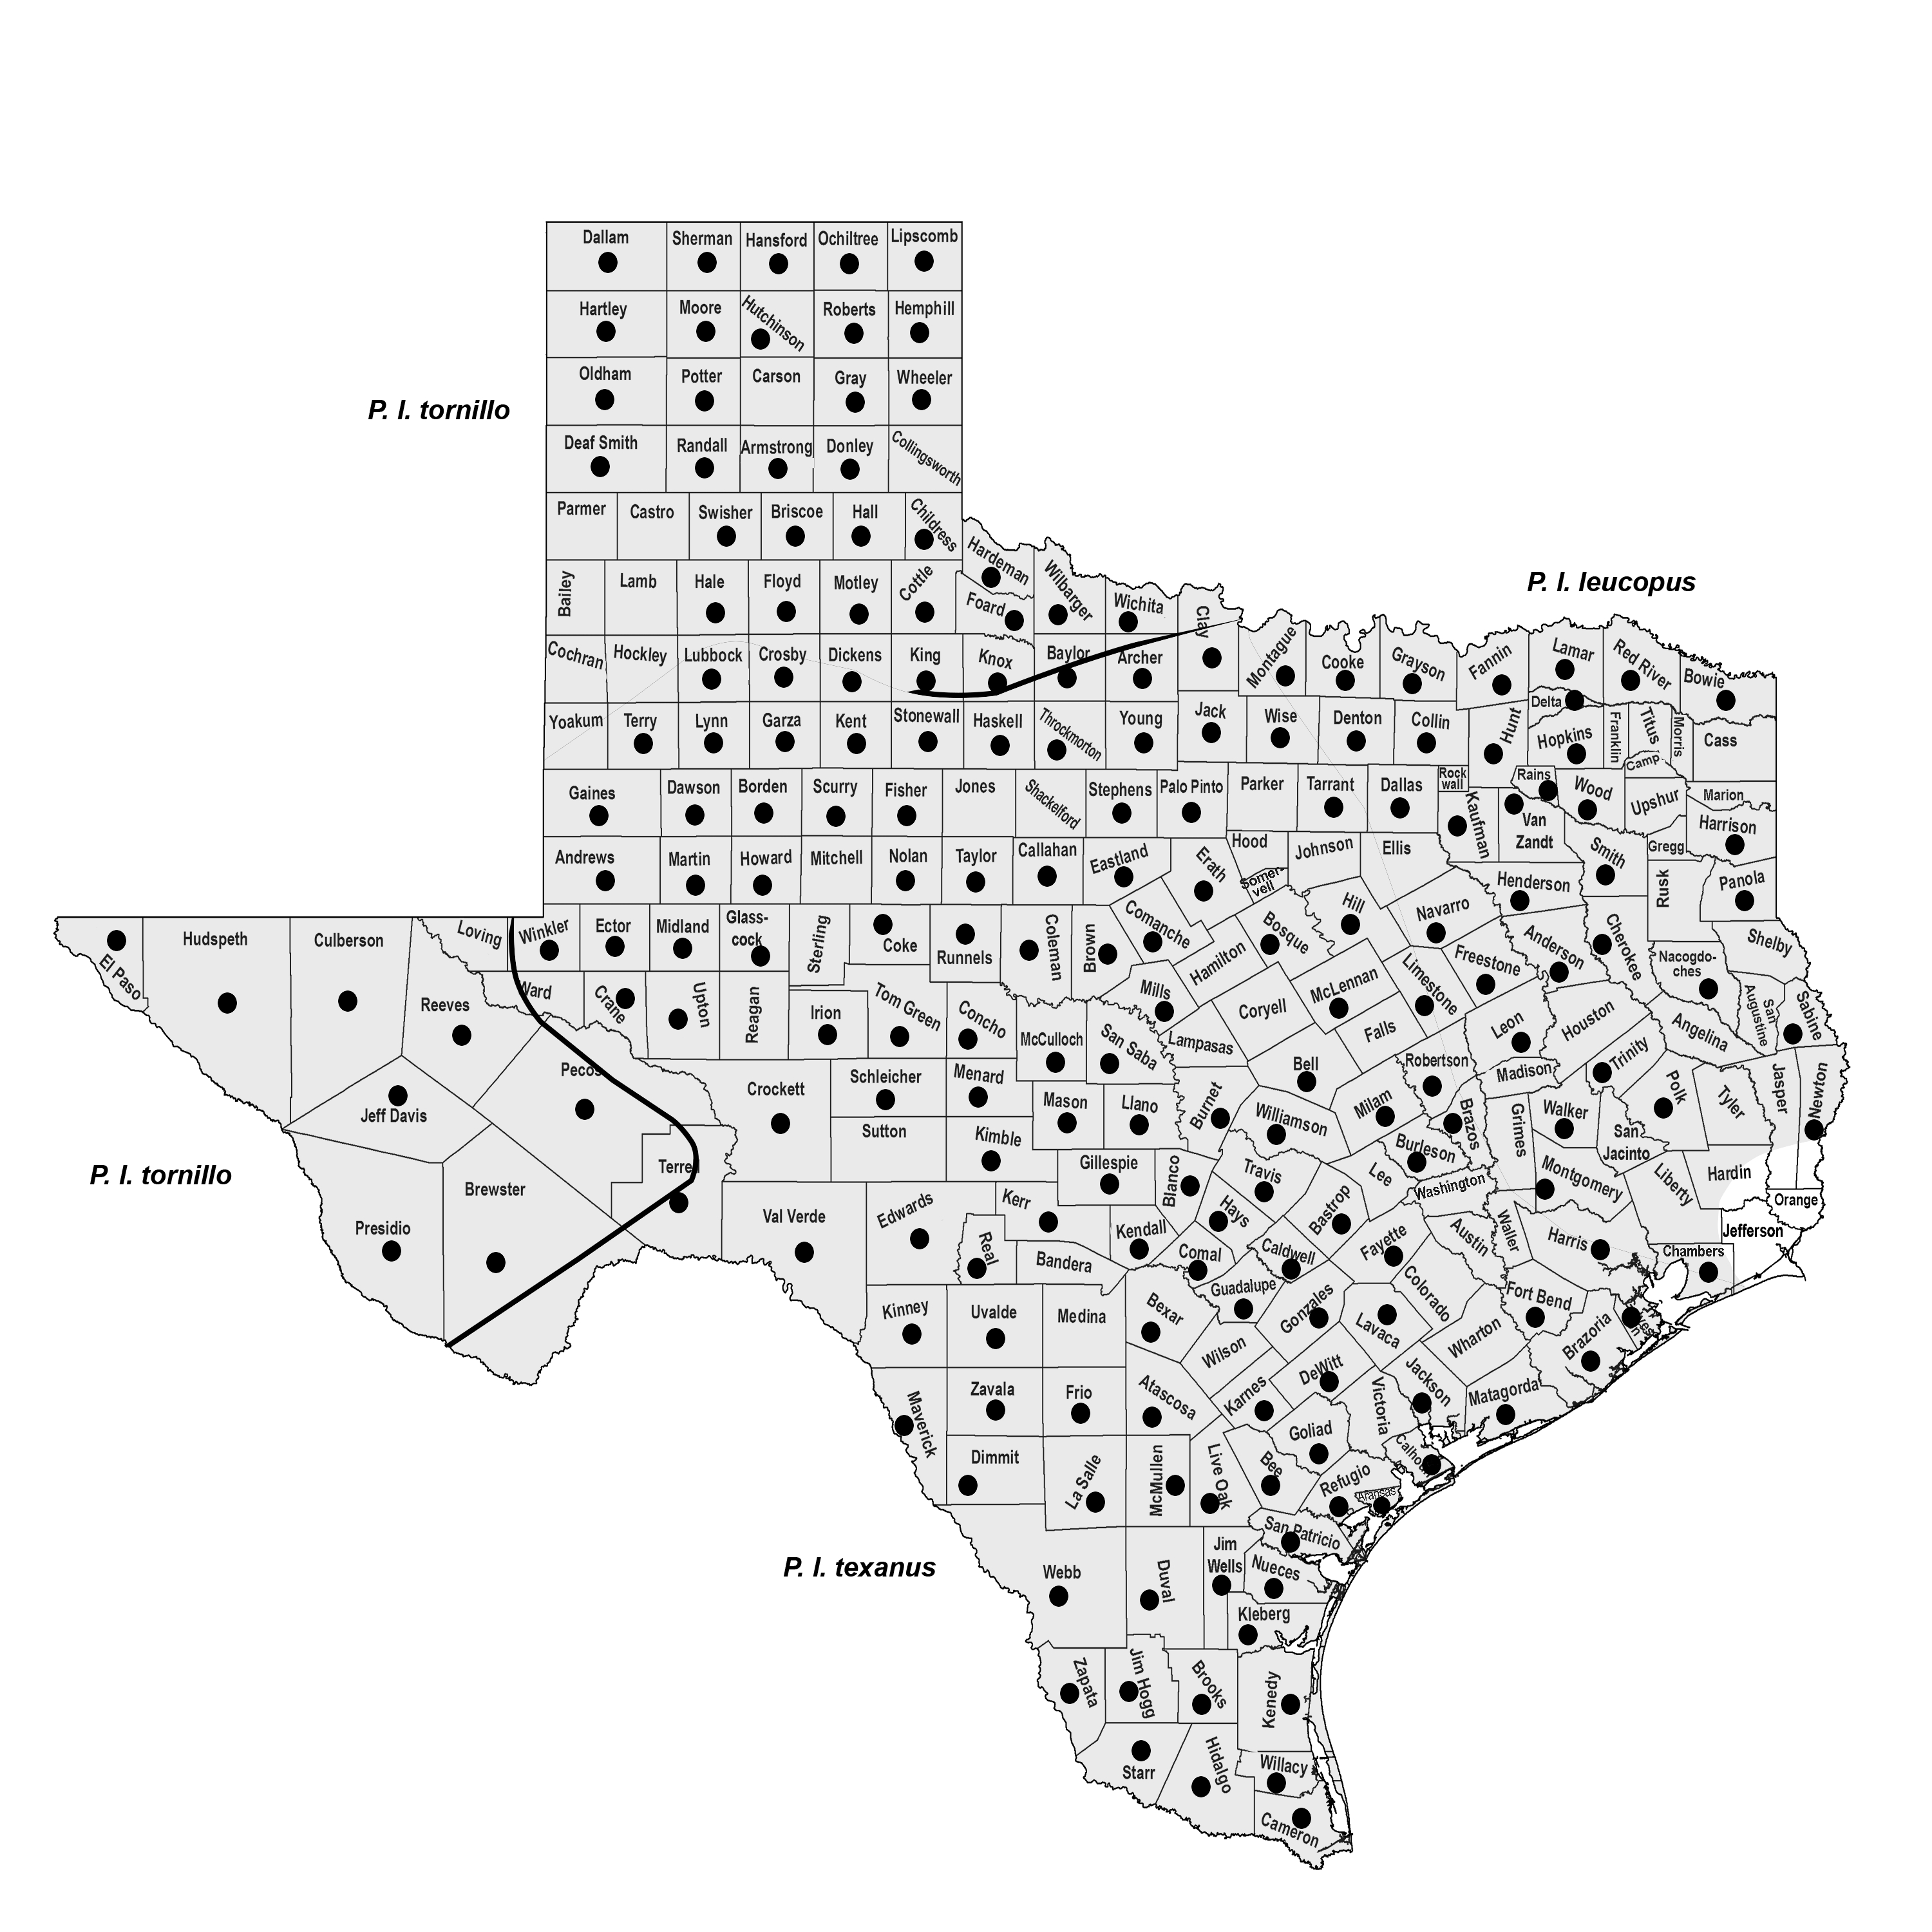 Dallam
Sherman
Hansford
Ochiltree
Lipscomb
Hartley
Moore
Hutchinson
Roberts
Hemphill
Oldham
Potter
Carson
Gray
Wheeler
P. l. tornillo
Deaf Smith
Randall
Armstrong
Donley
Collingsworth
Parmer
Castro
Swisher
Briscoe
Hall
Childress
Hardeman
Bailey
Lamb
Hale
Floyd
Motley
Cottle
Foard
Wilbarger
Wichita
Clay
P. l. leucopus
Cochran
Hockley
Lubbock
Crosby
Dickens
King
Knox
Baylor
Archer
Montague
Cooke
Grayson
Fannin
Lamar
Red River
Bowie
Delta
Yoakum
Terry
Lynn
Garza
Kent
Stonewall
Haskell
Throckmorton
Young
Jack
Wise
Denton
Collin
Hunt
Hopkins
Franklin
Titus
Morris
Cass
Camp
Gaines
Dawson
Borden
Scurry
Fisher
Jones
Shackelford
Stephens
Palo Pinto
Parker
Tarrant
Dallas
Rock
wall
Kaufman
Rains
Van
Zandt
Wood
Upshur
Marion
Harrison
Andrews
Martin
Howard
Mitchell
Nolan
Taylor
Callahan
Eastland
Erath
Hood
Somer-
vell
Johnson
Ellis
Henderson
Smith
Gregg
Rusk
Panola
El Paso
Hudspeth
Culberson
Loving
Winkler
Ector
Midland
Glass-
cock
Sterling
Coke
Runnels
Coleman
Brown
Comanche
Hamilton
Bosque
Hill
Navarro
Freestone
Anderson
Cherokee
Nacogdo-
ches
Shelby
Reeves
Ward
Crane
Upton
Reagan
Irion
Tom Green
Concho
McCulloch
San Saba
Mills
Lampasas
Coryell
McLennan
Limestone
Falls
Leon
Houston
Angelina
San
Augustine
Sabine
Jeff Davis
Pecos
Crockett
Schleicher
Menard
Mason
Llano
Burnet
Bell
Williamson
Milam
Robertson
Brazos
Madison
Grimes
Walker
Trinity
San
Jacinto
Polk
Tyler
Jasper
Newton
P. l. tornillo
Presidio
Brewster
Terrel
Sutton
Kimble
Gillespie
Blanco
Travis
Hays
Bastrop
Lee
Burleson
Washington
Montgomery
Liberty
Hardin
Orange
Jefferson
Chambers
Val Verde
Edwards
Kerr
Real
Bandera
Kendall
Comal
Caldwell
Guadalupe
Fayette
Austin
Waller
Harris
Colorado
Fort Bend
Kinney
Uvalde
Medina
Bexar
Wilson
Gonzales
Lavaca
Wharton
Brazoria
Maverick
Zavala
Frio
Atascosa
Karnes
DeWitt
Victoria
Jackson
Matagorda
Dimmit
La Salle
McMullen
Live Oak
Bee
Goliad
Refugio
Aransas
San Patricio
P. l. texanus
Webb
Duval
Jim
Wells
Nueces
Kleberg
Zapata
Jim Hogg
Brooks
Kenedy
Starr
Hidalgo
Willacy
Cameron